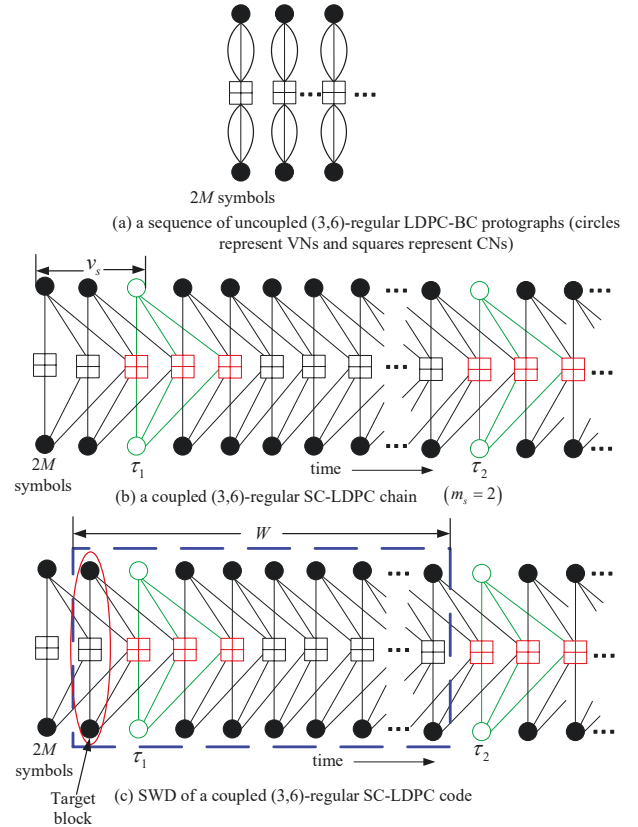 2M symbols
(a) a sequence of uncoupled (3,6)-regular LDPC-BC protographs (circles
represent VNs and squares represent CNs)
v_s
2M
symbols
τ_1
time
τ_2
(b) a coupled (3,6)-regular SC-LDPC chain (m_s = 2)
W
2M
symbols
τ_1
time
τ_2
Target
block
(c) SWD of a coupled (3,6)-regular SC-LDPC code